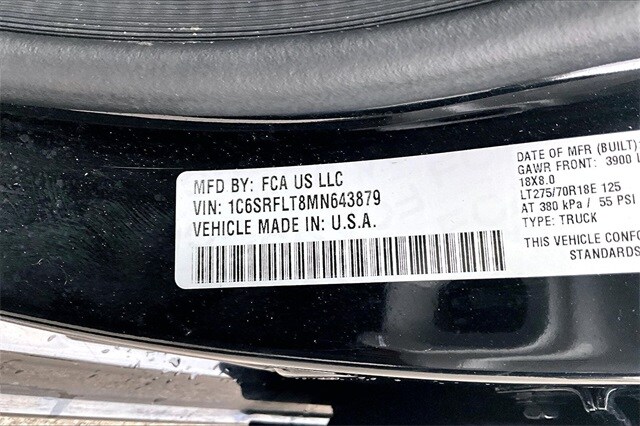 MFD BY: FCA US LLC
VIN: 1C6SRFLT8MN643879
VEHICLE MADE IN: U.S.A.
DATE OF MFR (BUILT):
GAWR FRONT: 3900
18X8.0
LT275/70R18E 125
AT 380 kPa / 55 PSI
TYPE: TRUCK
THIS VEHICLE CONFO
STANDARDS